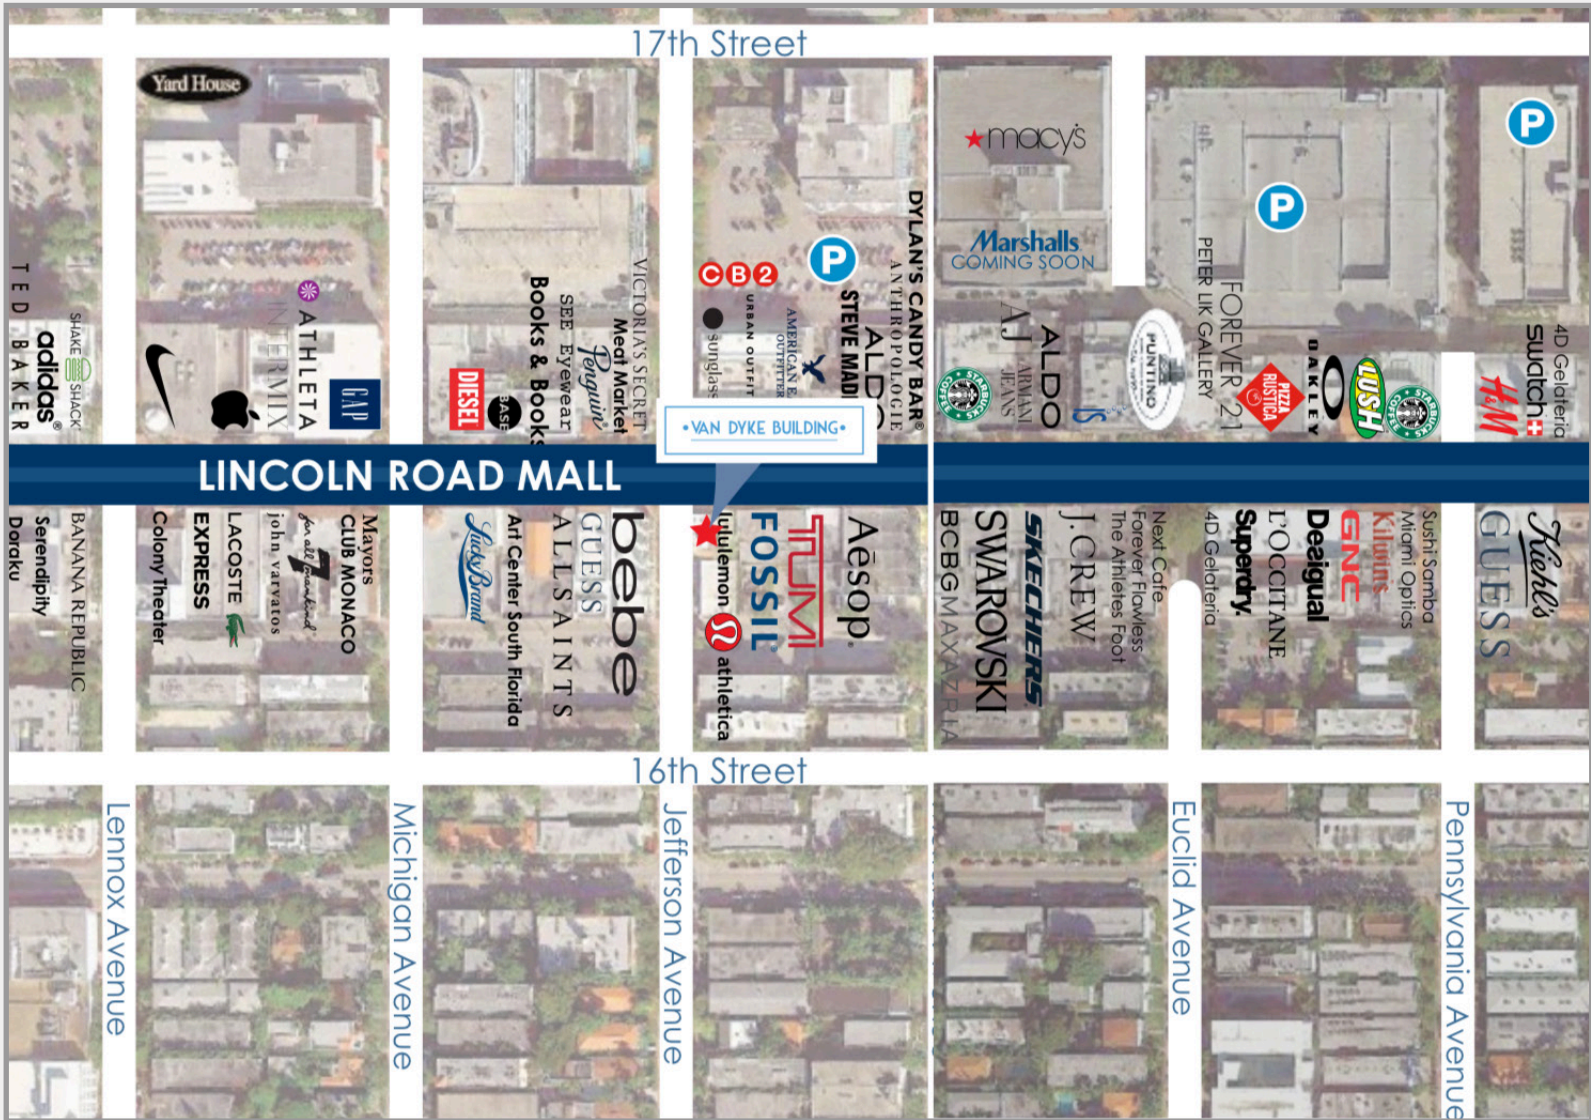 17th Street
Yard House
P
macy's
P
P
Marshalls
COMING SOON
TED BAKER
adidas®
SHAKE SHACK
INTERMIX
ATHLETA
GAP
DIESEL
BASE
Books & Books
SEE Eyewear
Penguin
Meat Market
VICTORIA'S SECRET
CB2
sunglass
URBAN OUTFIT
AMERICAN E.
OUTFITTER
STEVE MADD
ALDO
ANTHROPOLOGIE
DYLAN'S CANDY BAR®
STARBUCKS COFFEE
AJ ARMANI
JEANS
ALDO
PUNTINO
PETER LIK GALLERY
FOREVER 21
PIZZA
RUSTICA
OAKLEY
LUSH
STARBUCKS COFFEE
H&M
swatch
4D Gelateria
•VAN DYKE BUILDING•
LINCOLN ROAD MALL
Doraku
Serendipity
BANANA REPUBLIC
Colony Theater
EXPRESS
LACOSTE
john varvatos
7 for all mankind
CLUB MONACO
Mayors
Lucky Brand
Art Center South Florida
ALLSAINTS
GUESS
bebe
lululemon athletica
FOSSIL
TUMI
Aēsop.
BCBGMAXAZRIA
SWAROVSKI
SKECHERS
J.CREW
The Athletes Foot
Forever Flawless
Next Cafe
4D Gelateria
Superdry.
L'OCCITANE
Desigual
GNC
Kilwins
Miami Optics
Sushi Samba
GUESS
Kiehl's
16th Street
Lennox Avenue
Michigan Avenue
Jefferson Avenue
Euclid Avenue
Pennsylvania Avenue